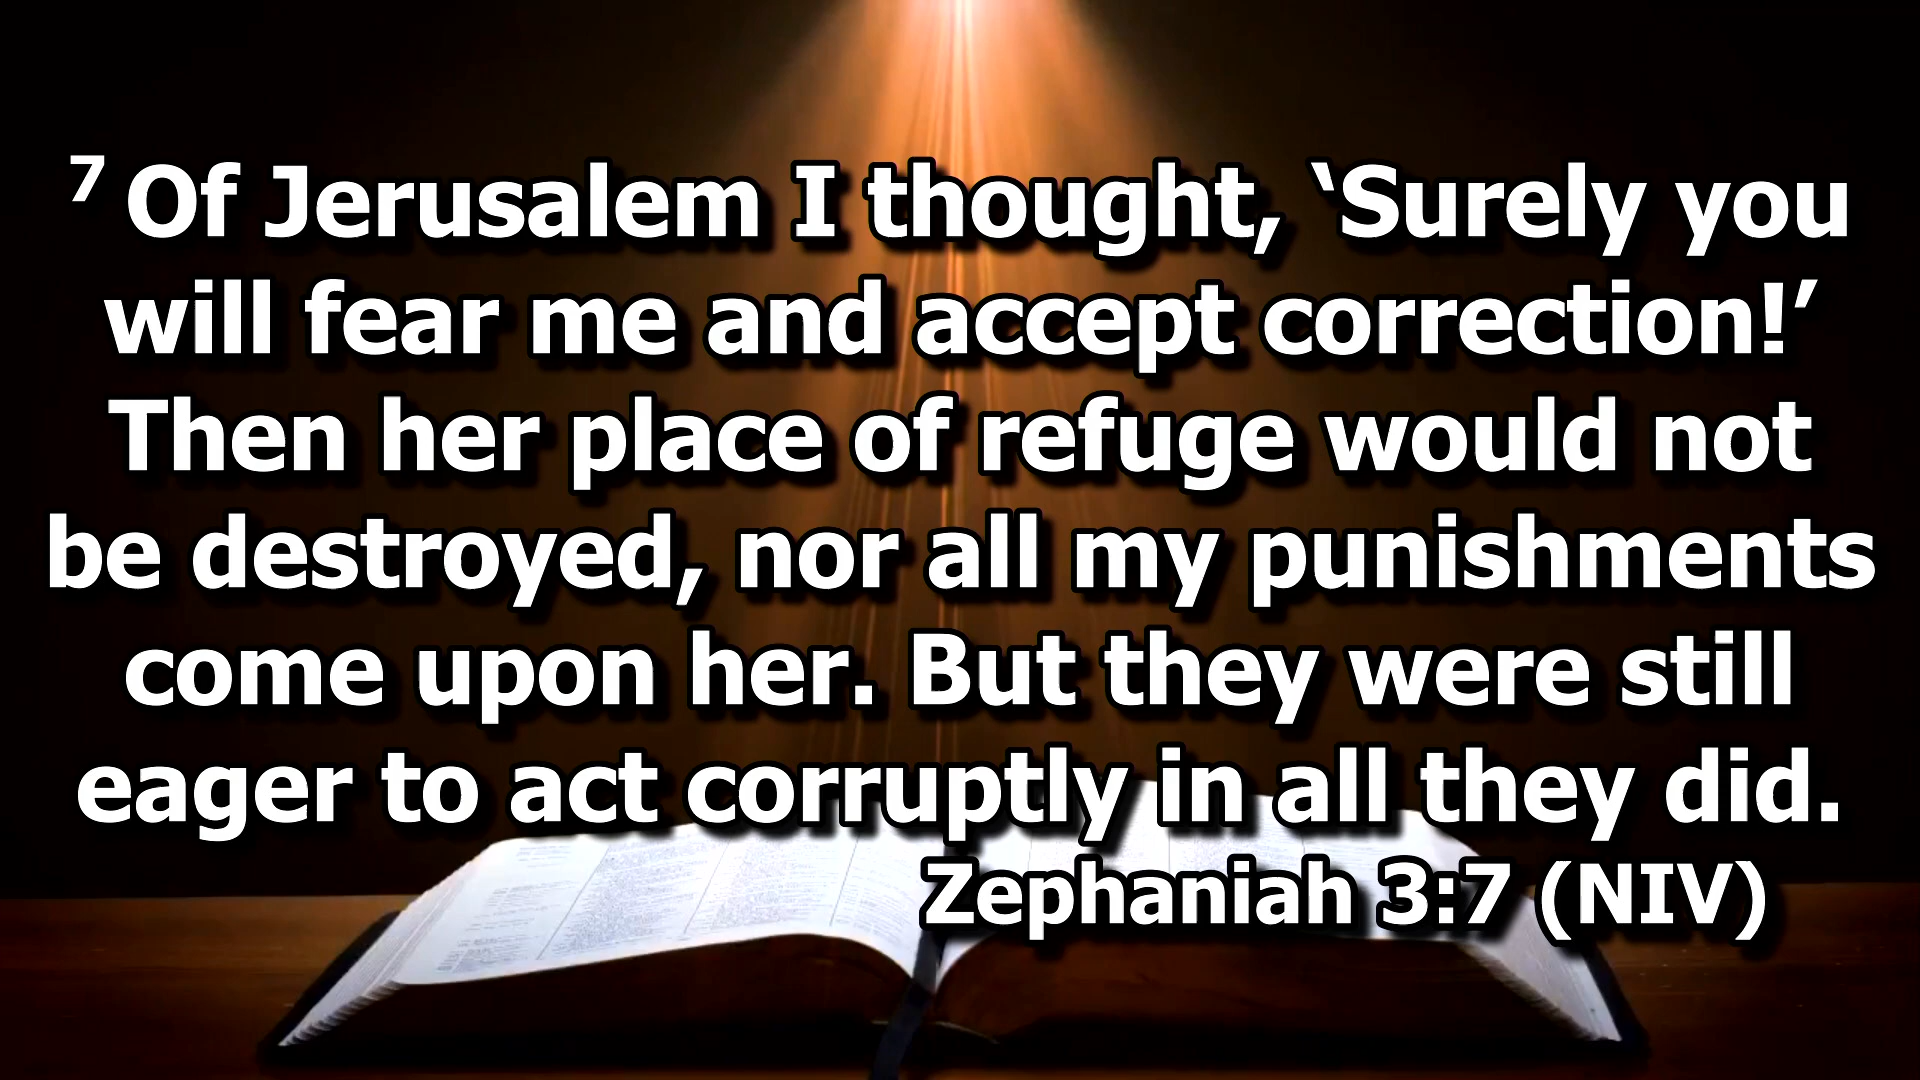 7 Of Jerusalem I thought, ‘Surely you
will fear me and accept correction!’
Then her place of refuge would not
be destroyed, nor all my punishments
come upon her. But they were still
eager to act corruptly in all they did.
Zephaniah 3:7 (NIV)